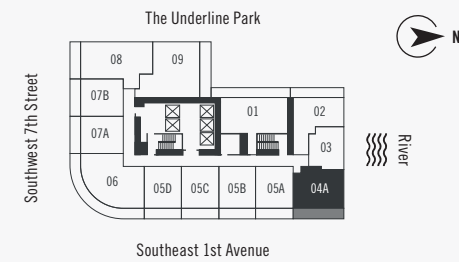 The Underline Park
N
08
09
07B
01
02
Southwest 7th Street
07A
03
River
06
05D
05C
05B
05A
04A
Southeast 1st Avenue